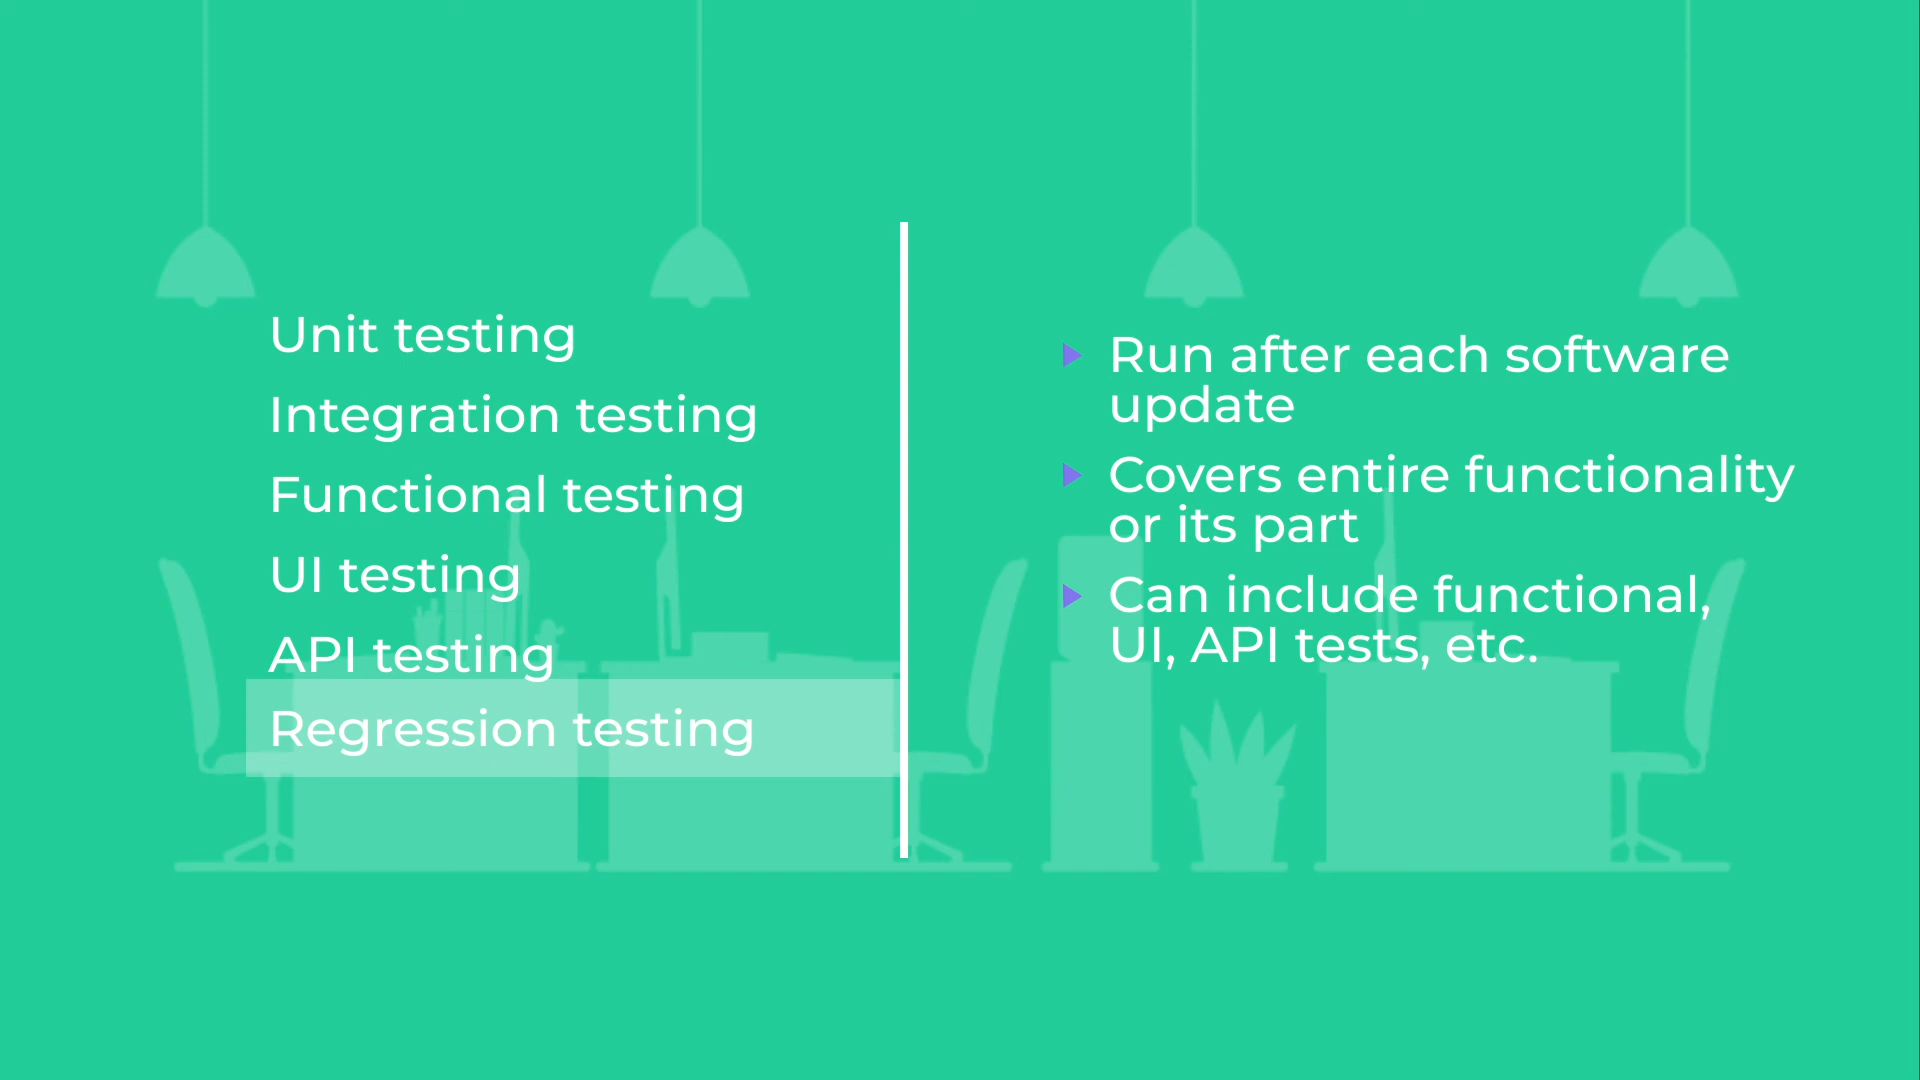 Unit testing
Integration testing
Functional testing
UI testing
API testing
Regression testing
Run after each software
update
Covers entire functionality
or its part
Can include functional,
UI, API tests, etc.